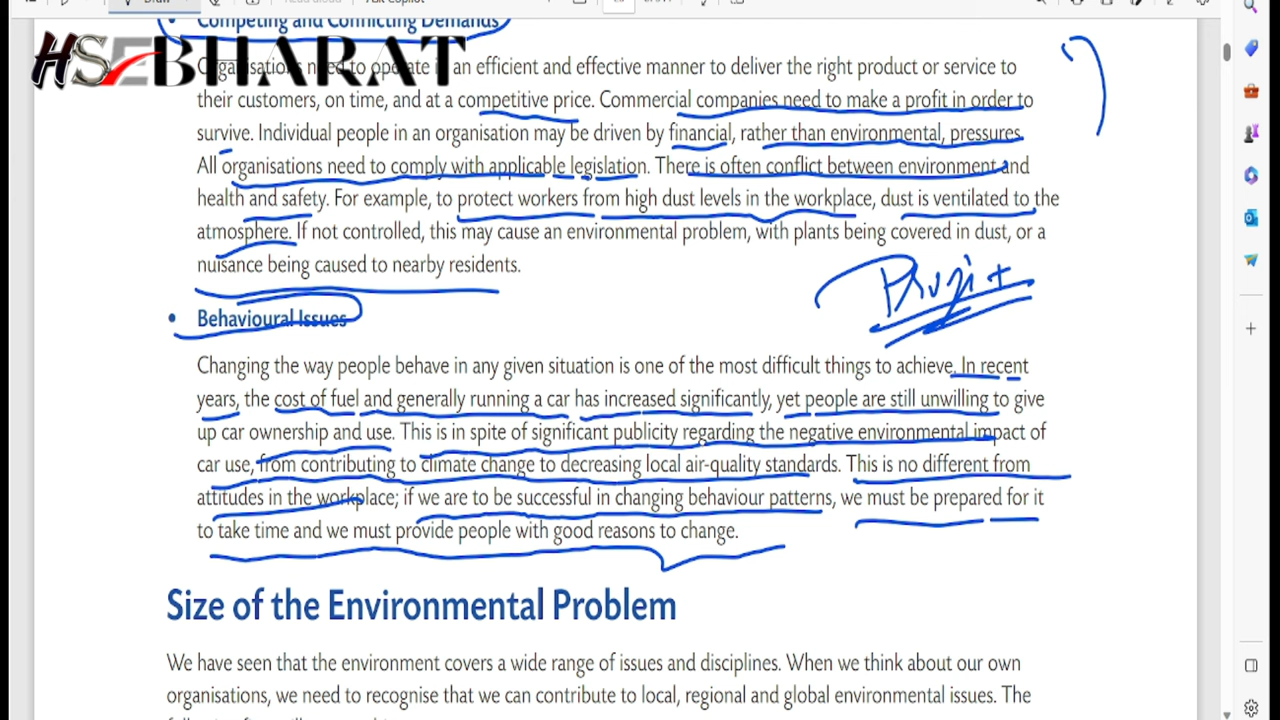 • Competing and Conflicting Demands
HSEBHARAT
Organisations need to operate in an efficient and effective manner to deliver the right product or service to
their customers, on time, and at a competitive price. Commercial companies need to make a profit in order to
survive. Individual people in an organisation may be driven by financial, rather than environmental, pressures.
All organisations need to comply with applicable legislation. There is often conflict between environment and
health and safety. For example, to protect workers from high dust levels in the workplace, dust is ventilated to the
atmosphere. If not controlled, this may cause an environmental problem, with plants being covered in dust, or a
nuisance being caused to nearby residents.
• Behavioural Issues
Changing the way people behave in any given situation is one of the most difficult things to achieve. In recent
years, the cost of fuel and generally running a car has increased significantly, yet people are still unwilling to give
up car ownership and use. This is in spite of significant publicity regarding the negative environmental impact of
car use, from contributing to climate change to decreasing local air-quality standards. This is no different from
attitudes in the workplace; if we are to be successful in changing behaviour patterns, we must be prepared for it
to take time and we must provide people with good reasons to change.
Size of the Environmental Problem
We have seen that the environment covers a wide range of issues and disciplines. When we think about our own
organisations, we need to recognise that we can contribute to local, regional and global environmental issues. The